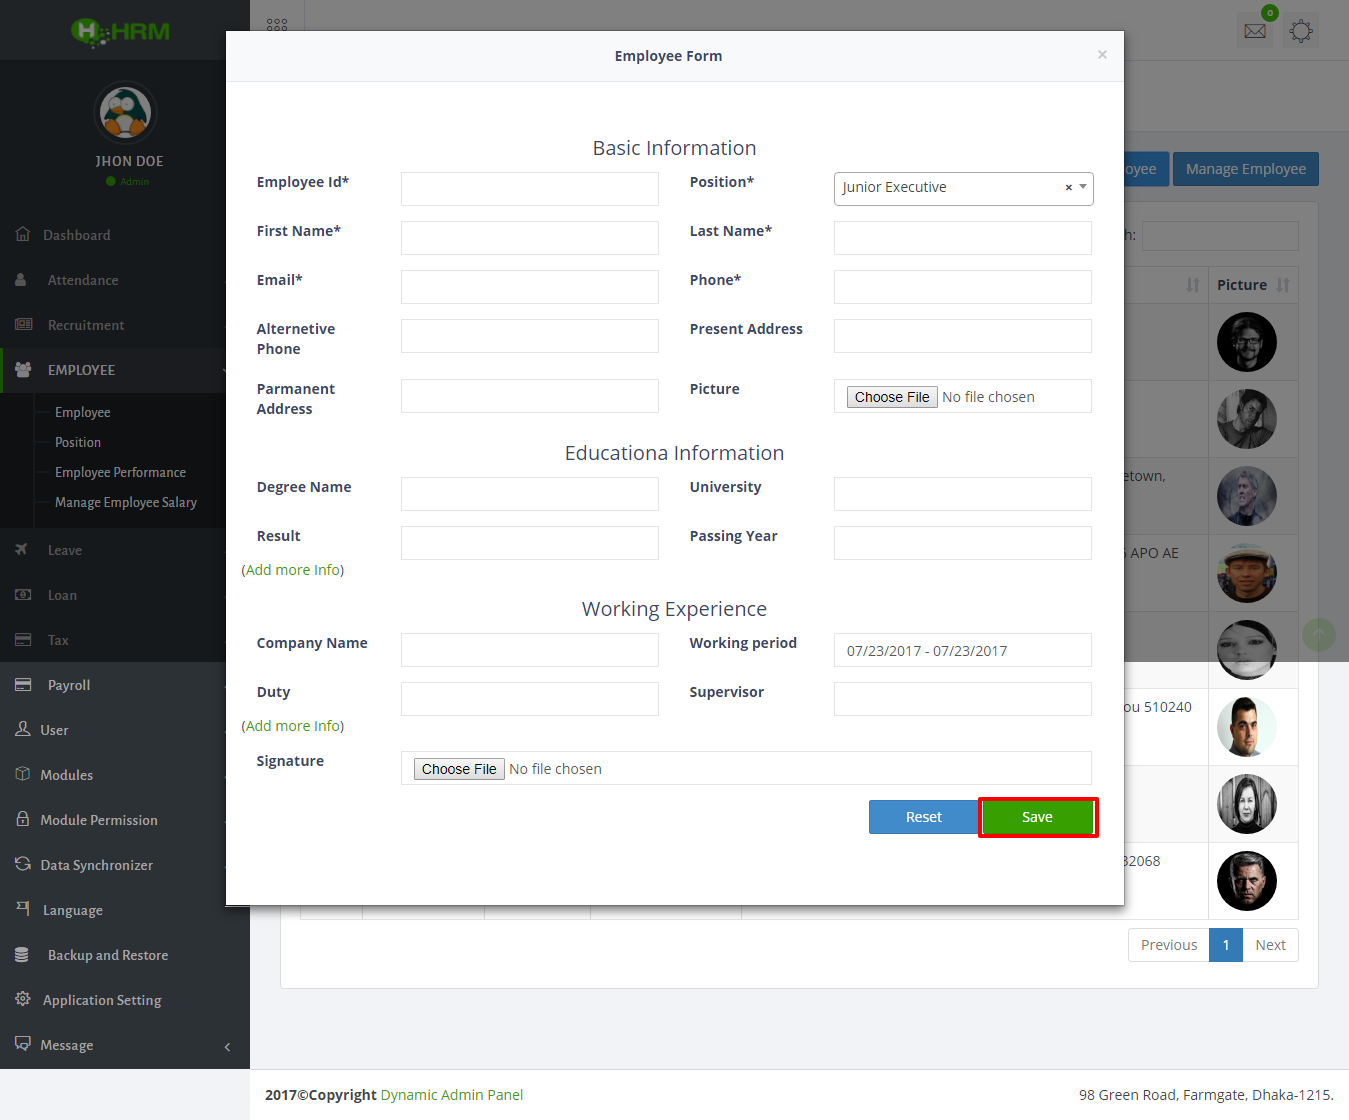 HRM
0
Employee Form
×
JHON DOE
Admin
Basic Information
Employee Id*
Position*
Junior Executive
×
oyee
Manage Employee
First Name*
Last Name*
h:
Dashboard
Email*
Phone*
Picture
Attendance
Recruitment
Alternetive Phone
Present Address
EMPLOYEE
Parmanent Address
Picture
Choose File No file chosen
Employee
Position
Employee Performance
Manage Employee Salary
Educationa Information
Degree Name
University
etown,
Result
Passing Year
(Add more Info)
APO AE
Leave
Loan
Tax
Working Experience
Company Name
Working period
07/23/2017 - 07/23/2017
Payroll
Duty
Supervisor
ou 510240
(Add more Info)
User
Signature
Choose File No file chosen
Modules
Reset
Save
Module Permission
Data Synchronizer
32068
Language
Backup and Restore
Previous
1
Next
Application Setting
Message
2017©Copyright Dynamic Admin Panel
98 Green Road, Farmgate, Dhaka-1215.